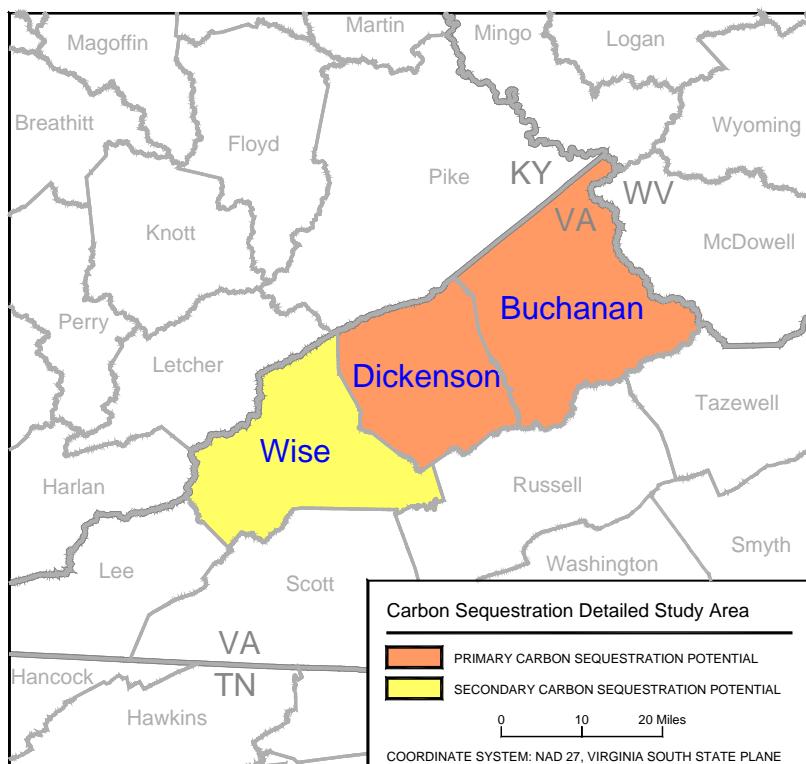 Magoffin
Martin
Mingo
Logan
Breathitt
Floyd
Wyoming
Pike
KY
WV
VA
Knott
McDowell
Buchanan
Perry
Letcher
Dickenson
Tazewell
Wise
Harlan
Russell
Smyth
Washington
Lee
Scott
VA
TN
Hancock
Hawkins
Carbon Sequestration Detailed Study Area
PRIMARY CARBON SEQUESTRATION POTENTIAL
SECONDARY CARBON SEQUESTRATION POTENTIAL
0 10 20 Miles
COORDINATE SYSTEM: NAD 27, VIRGINIA SOUTH STATE PLANE